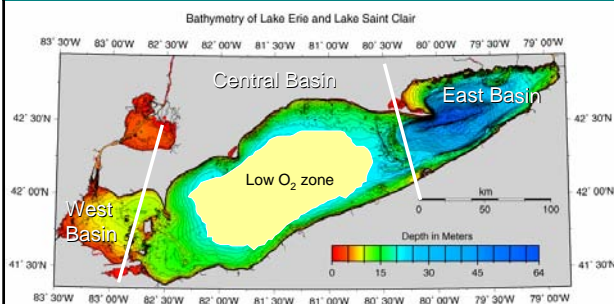 Bathymetry of Lake Erie and Lake Saint Clair
83° 30'W 83° 00'W 82° 30'W 82° 00'W 81° 30'W 81° 00'W 80° 30'W 80° 00'W 79° 30'W 79° 00'W
Central Basin
East Basin
42° 30'N 42° 30'N
Low O₂ zone
42° 00'N 42° 00'N
km
0 50 100
West
Basin
Depth in Meters
41° 30'N 41° 30'N
0 15 30 45 64
83° 30'W 83° 00'W 82° 30'W 82° 00'W 81° 30'W 81° 00'W 80° 30'W 80° 00'W 79° 30'W 79° 00'W